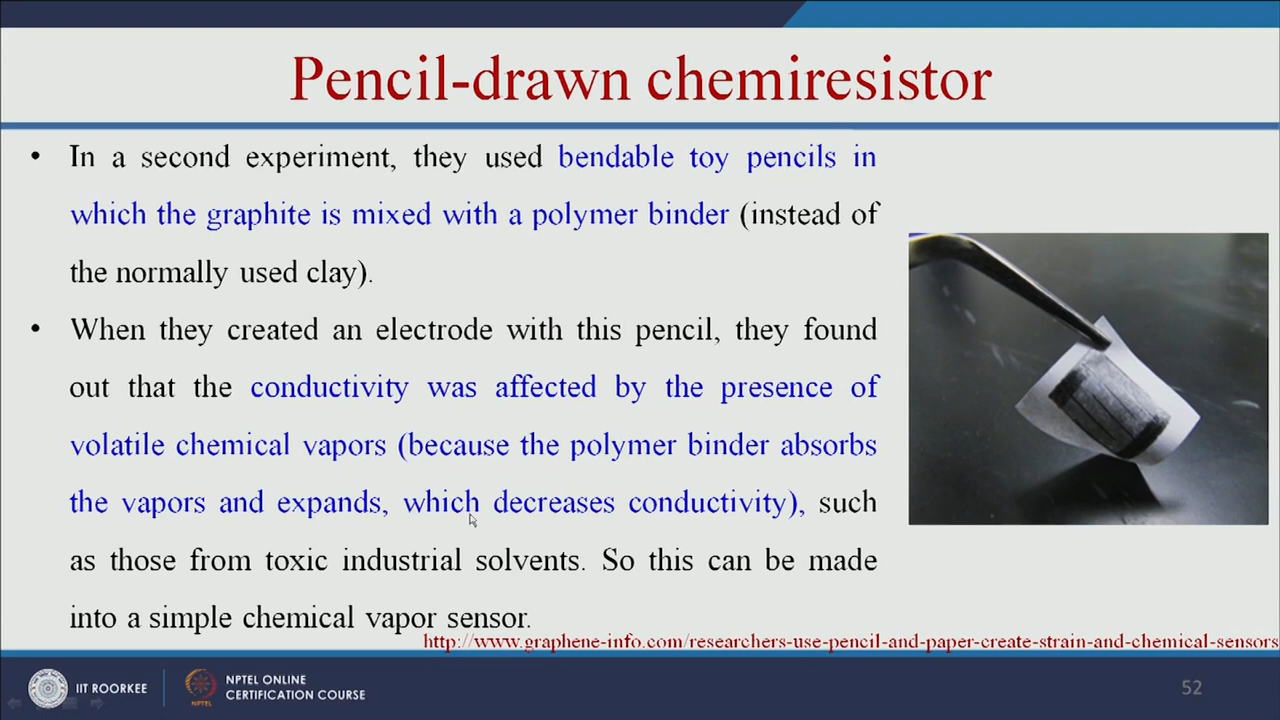 Pencil-drawn chemiresistor
• In a second experiment, they used bendable toy pencils in
which the graphite is mixed with a polymer binder (instead of
the normally used clay).
• When they created an electrode with this pencil, they found
out that the conductivity was affected by the presence of
volatile chemical vapors (because the polymer binder absorbs
the vapors and expands, which decreases conductivity), such
as those from toxic industrial solvents. So this can be made
into a simple chemical vapor sensor.
http://www.graphene-info.com/researchers-use-pencil-and-paper-create-strain-and-chemical-sensors
IIT ROORKEE
NPTEL
NPTEL ONLINE
CERTIFICATION COURSE
52